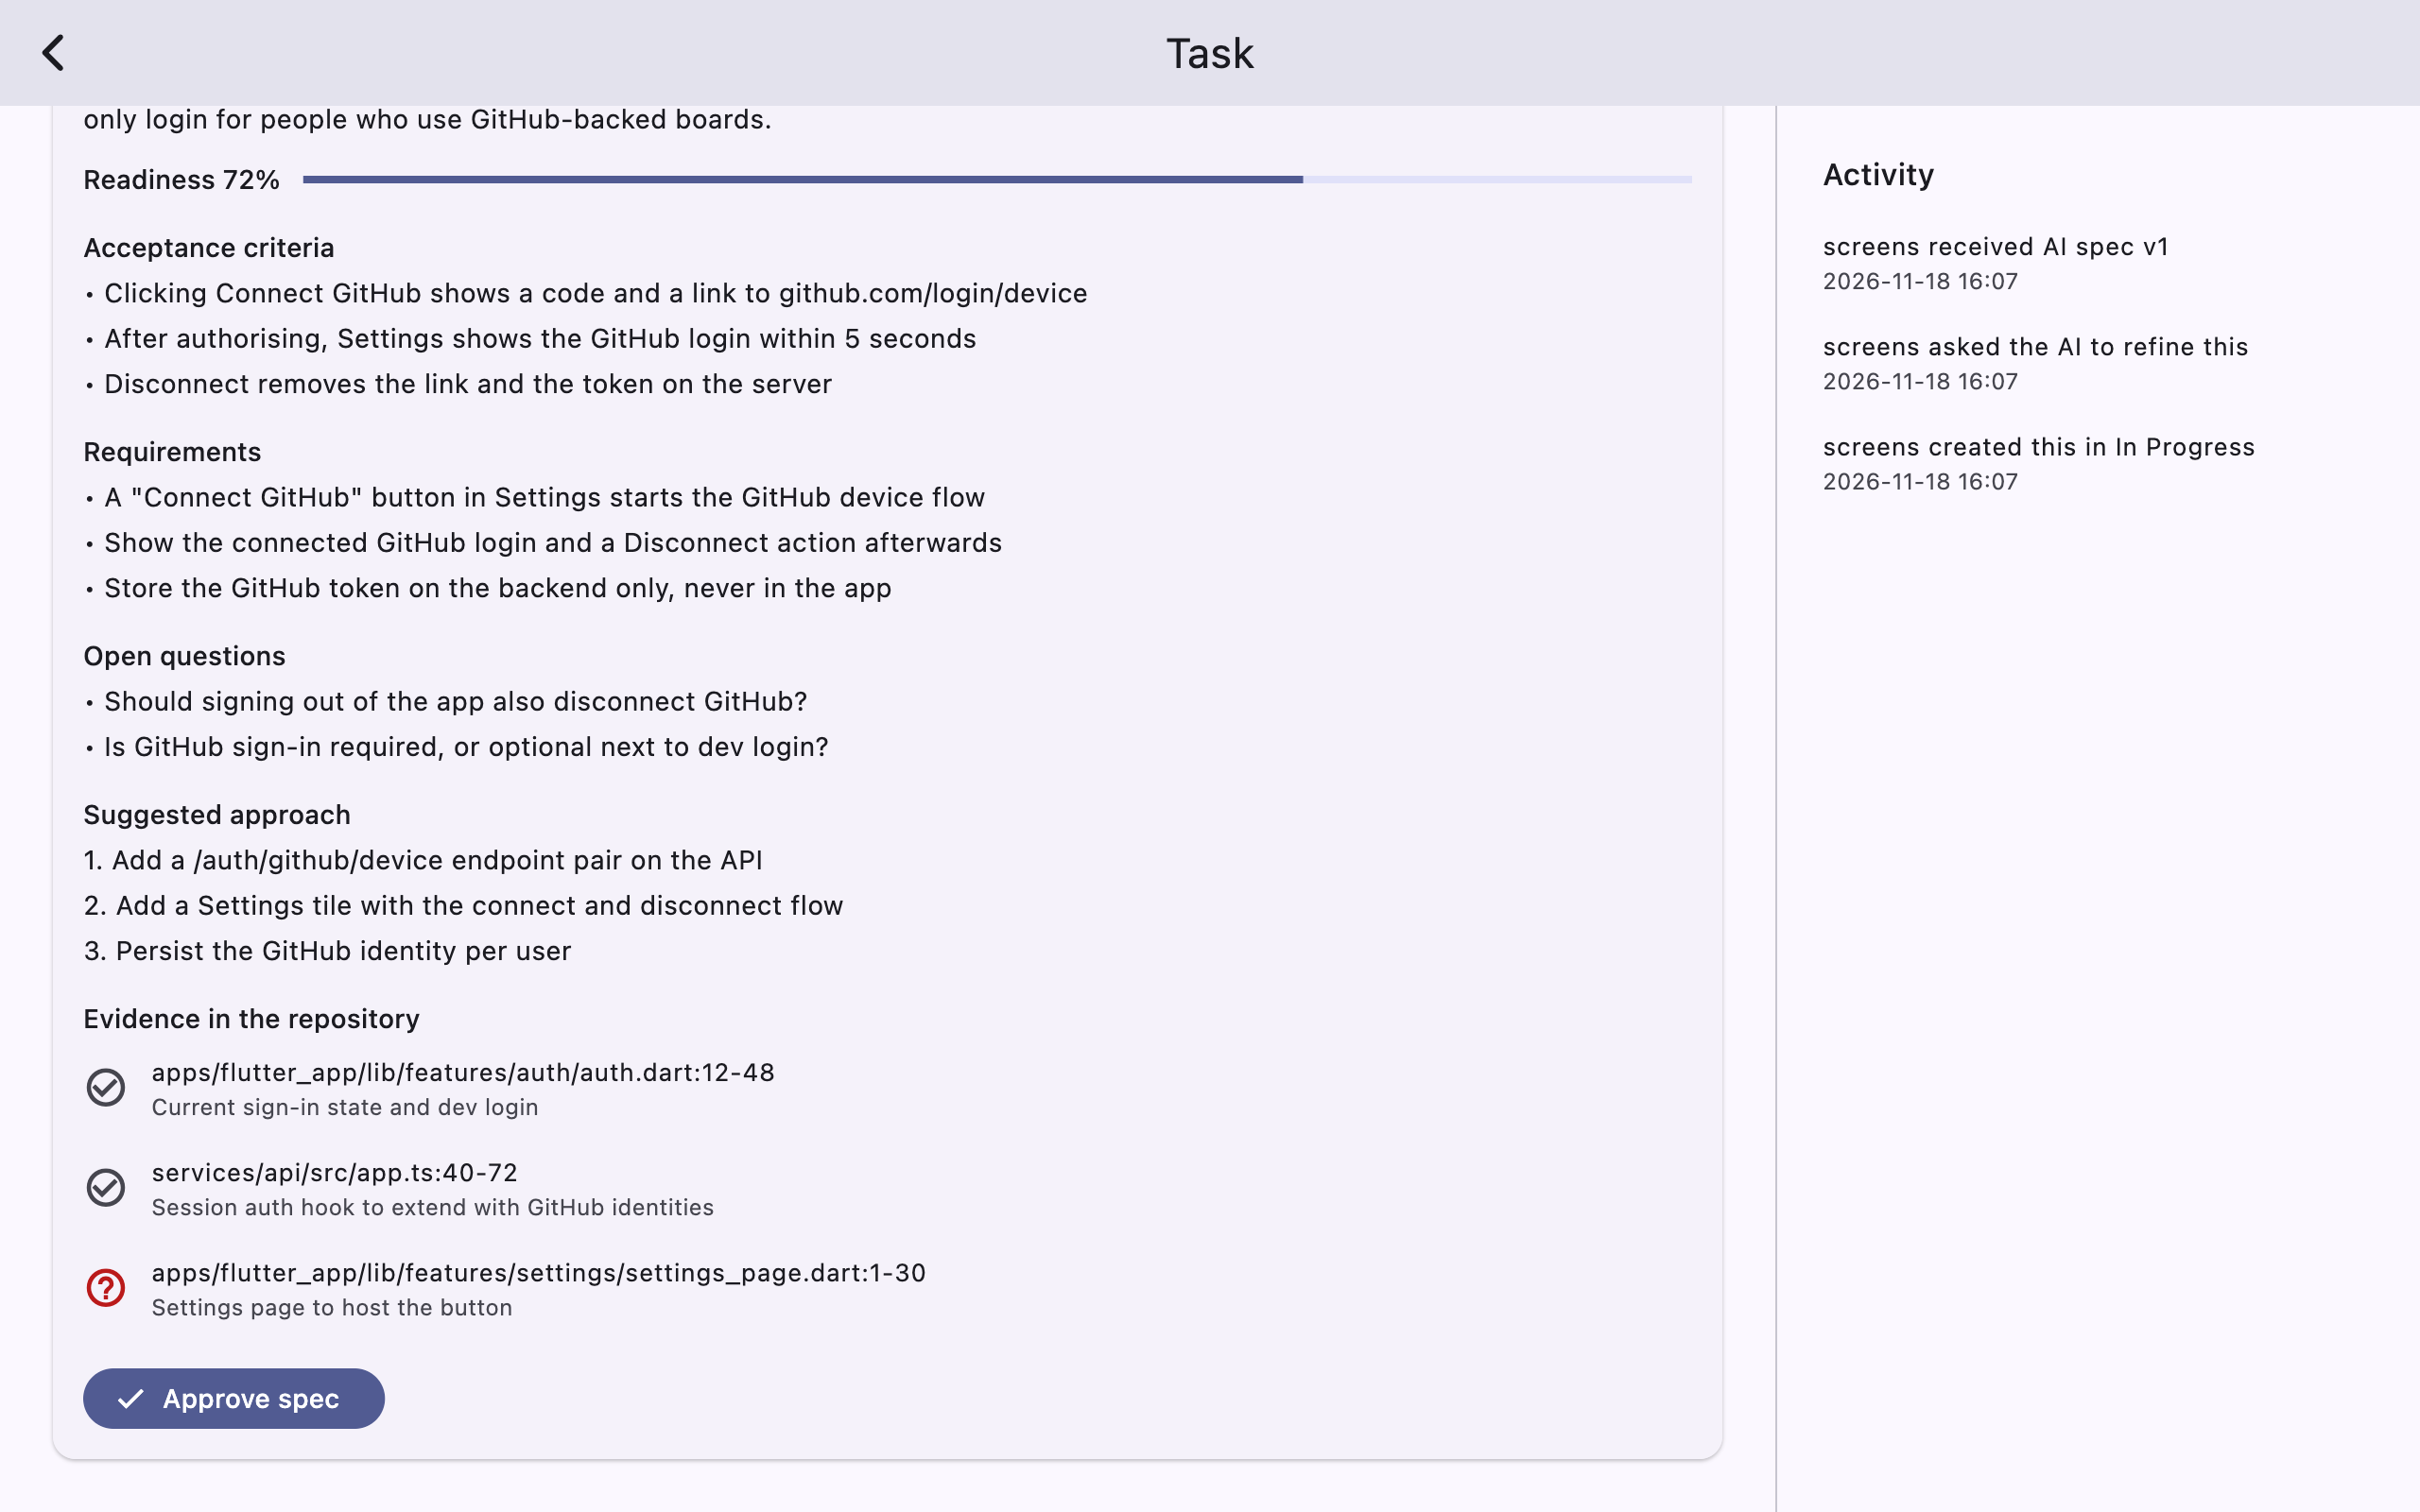 Task
only login for people who use GitHub-backed boards.
Readiness 72%
Acceptance criteria
• Clicking Connect GitHub shows a code and a link to github.com/login/device
• After authorising, Settings shows the GitHub login within 5 seconds
• Disconnect removes the link and the token on the server
Requirements
• A "Connect GitHub" button in Settings starts the GitHub device flow
• Show the connected GitHub login and a Disconnect action afterwards
• Store the GitHub token on the backend only, never in the app
Open questions
• Should signing out of the app also disconnect GitHub?
• Is GitHub sign-in required, or optional next to dev login?
Suggested approach
1. Add a /auth/github/device endpoint pair on the API
2. Add a Settings tile with the connect and disconnect flow
3. Persist the GitHub identity per user
Evidence in the repository
apps/flutter_app/lib/features/auth/auth.dart:12-48
Current sign-in state and dev login
services/api/src/app.ts:40-72
Session auth hook to extend with GitHub identities
apps/flutter_app/lib/features/settings/settings_page.dart:1-30
Settings page to host the button
Approve spec
Activity
screens received AI spec v1
2026-11-18 16:07
screens asked the AI to refine this
2026-11-18 16:07
screens created this in In Progress
2026-11-18 16:07